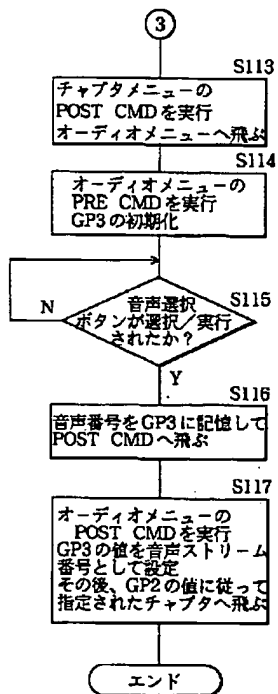 3
S113
チャプタメニューの
POST CMDを実行
オーディオメニューへ飛ぶ
S114
オーディオメニューの
PRE CMDを実行
GP3の初期化
S115
音声選択
ボタンが選択/実行
されたか?
N
Y
S116
音声番号をGP3に記憶して
POST CMDへ飛ぶ
S117
オーディオメニューの
POST CMDを実行
GP3の値を音声ストリーム
番号として設定
その後、GP2の値に従って
指定されたチャプタへ飛ぶ
エンド